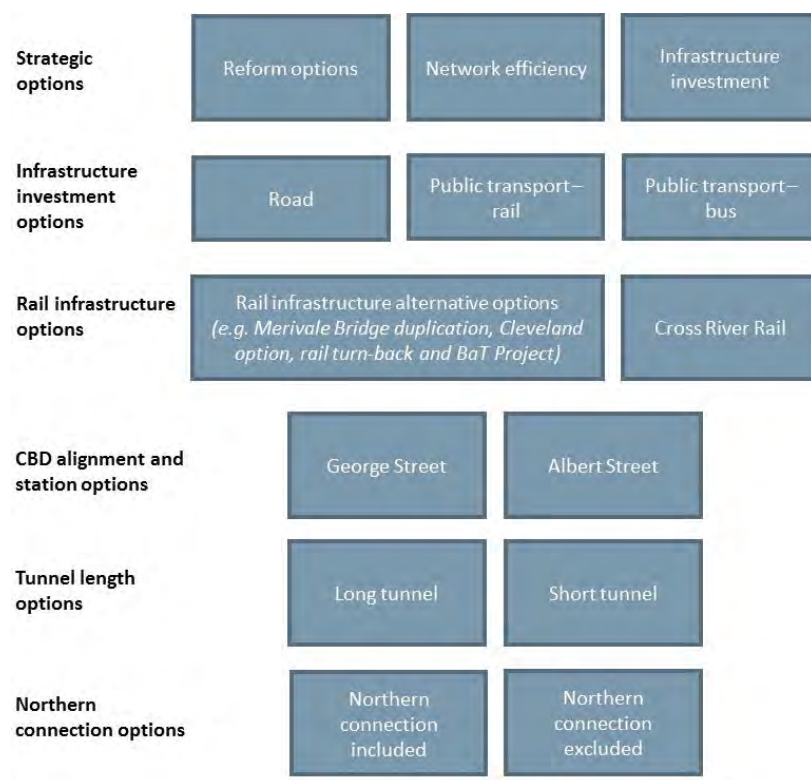 Strategic
options
Reform options
Network efficiency
Infrastructure
investment
Infrastructure
investment
options
Road
Public transport–
rail
Public transport–
bus
Rail infrastructure
options
Rail infrastructure alternative options
(e.g. Merivale Bridge duplication, Cleveland
option, rail turn-back and BaT Project)
Cross River Rail
CBD alignment and
station options
George Street
Albert Street
Tunnel length
options
Long tunnel
Short tunnel
Northern
connection options
Northern
connection
included
Northern
connection
excluded